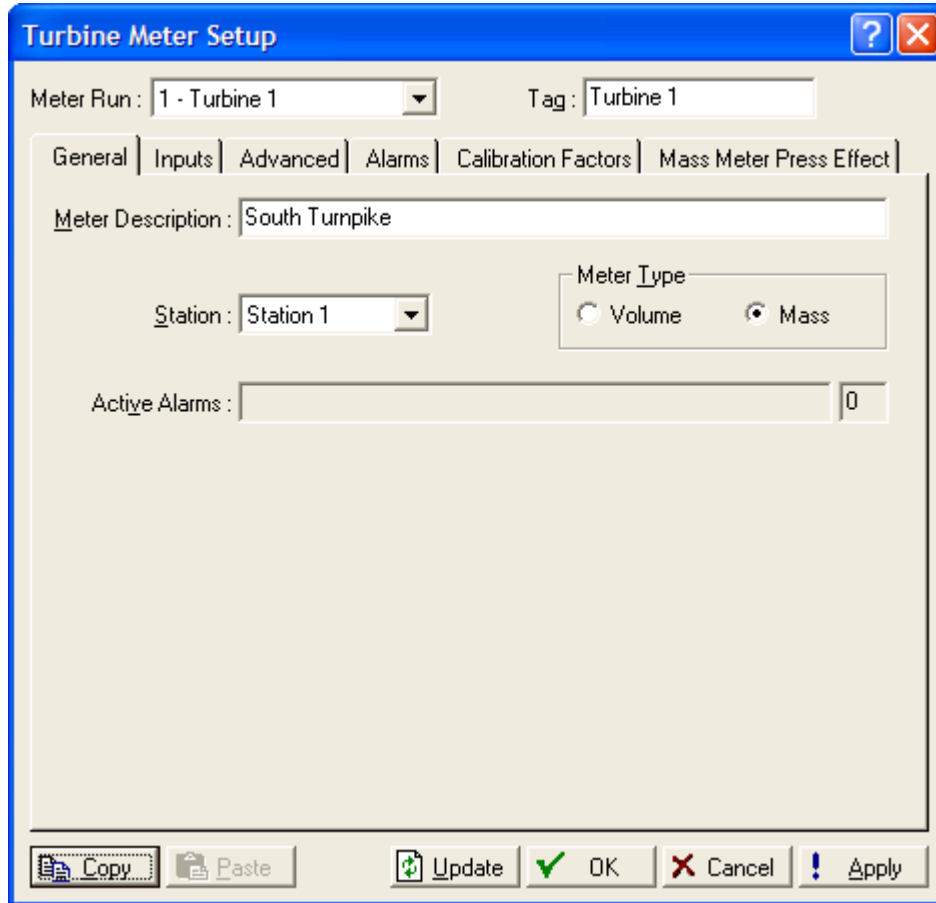 Turbine Meter Setup
?
Meter Run : 1 - Turbine 1 Tag : Turbine 1
General Inputs Advanced Alarms Calibration Factors Mass Meter Press Effect
Meter Description : South Turnpike
Meter Type
Station : Station 1 Volume Mass
Active Alarms : 0
Copy Paste Update OK Cancel ! Apply